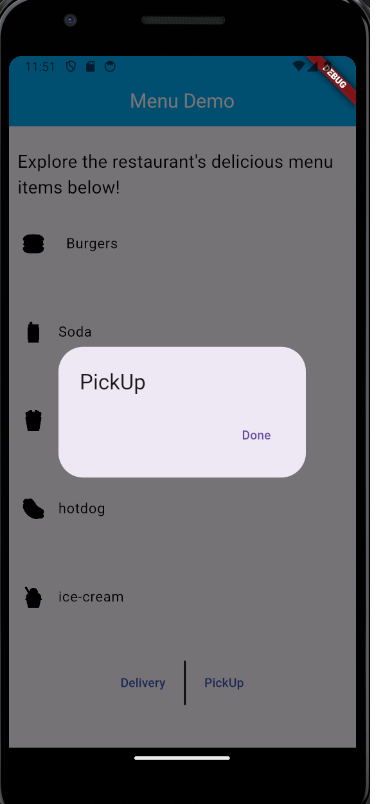 11:51
DEBUG
Menu Demo
Explore the restaurant's delicious menu
items below!
Burgers
Soda
PickUp
Done
hotdog
ice-cream
Delivery
PickUp